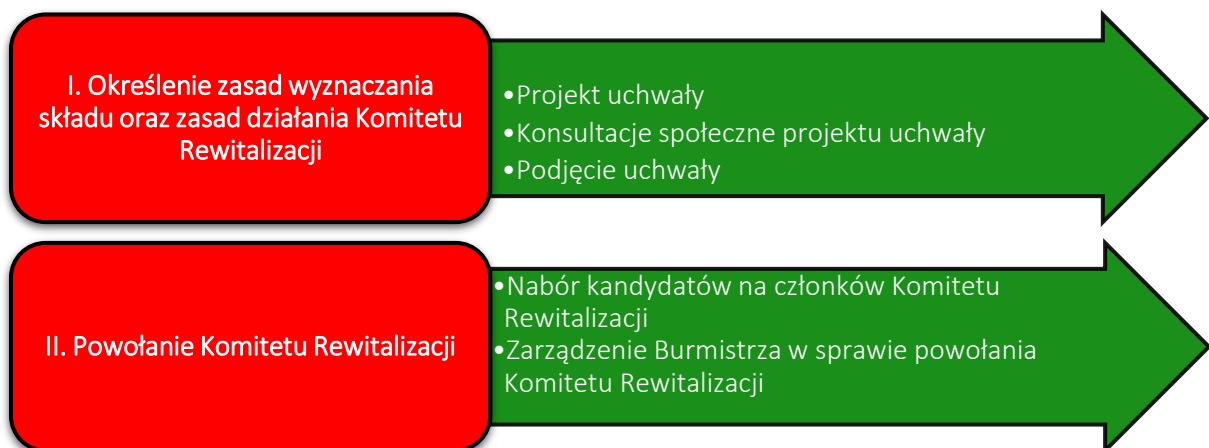 I. Określenie zasad wyznaczania
składu oraz zasad działania Komitetu
Rewitalizacji
•Projekt uchwały
•Konsultacje społeczne projektu uchwały
•Podjęcie uchwały
II. Powołanie Komitetu Rewitalizacji
•Nabór kandydatów na członków Komitetu
Rewitalizacji
•Zarządzenie Burmistrza w sprawie powołania
Komitetu Rewitalizacji